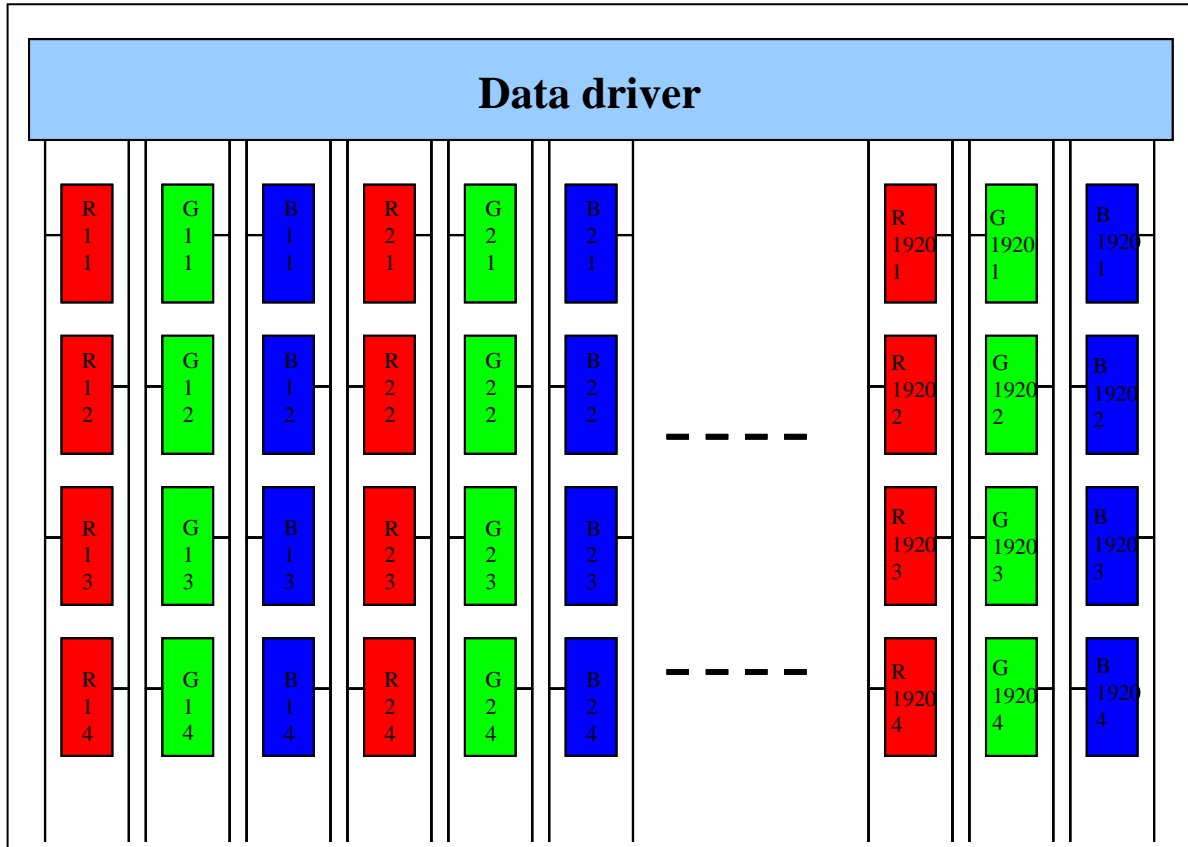 Data driver
R 1 1
G 1 1
B 1 1
R 2 1
G 2 1
B 2 1
R 1920 1
G 1920 1
B 1920 1
R 1 2
G 1 2
B 1 2
R 2 2
G 2 2
B 2 2
R 1920 2
G 1920 2
B 1920 2
R 1 3
G 1 3
B 1 3
R 2 3
G 2 3
B 2 3
R 1920 3
G 1920 3
B 1920 3
R 1 4
G 1 4
B 1 4
R 2 4
G 2 4
B 2 4
R 1920 4
G 1920 4
B 1920 4